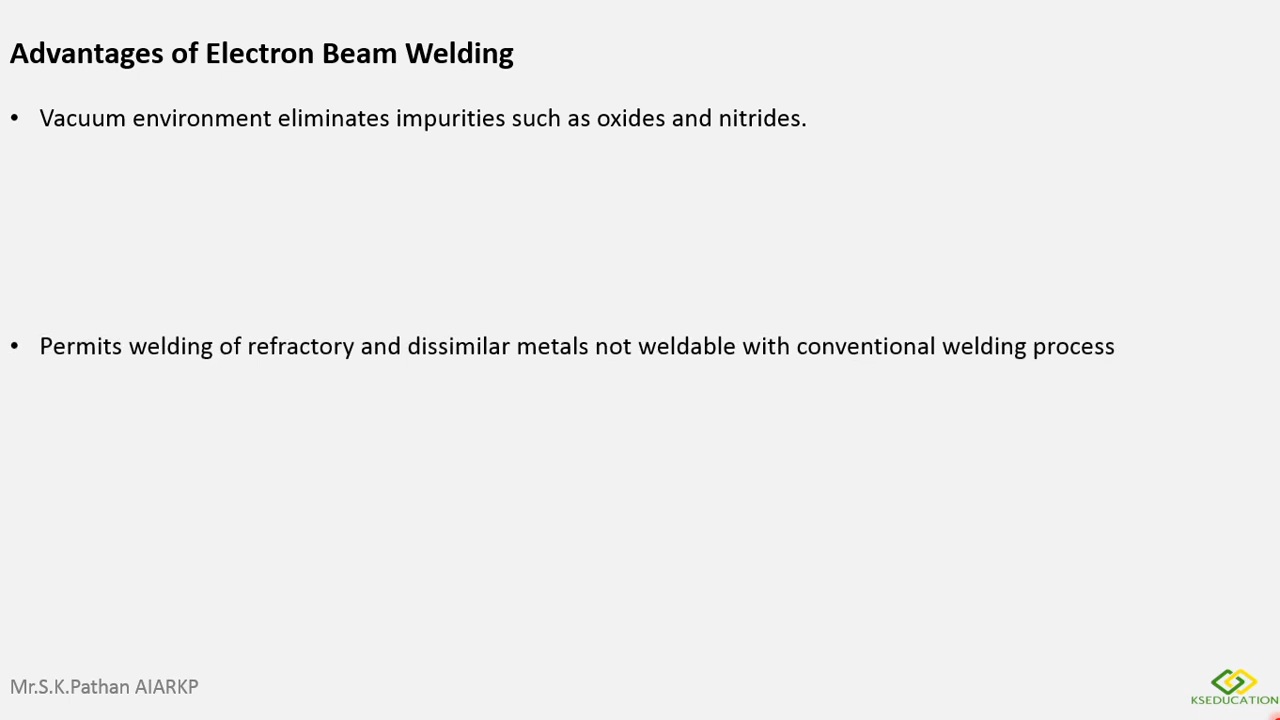 Advantages of Electron Beam Welding
• Vacuum environment eliminates impurities such as oxides and nitrides.
• Permits welding of refractory and dissimilar metals not weldable with conventional welding process
Mr.S.K.Pathan AIARKP
KSEDUCATION